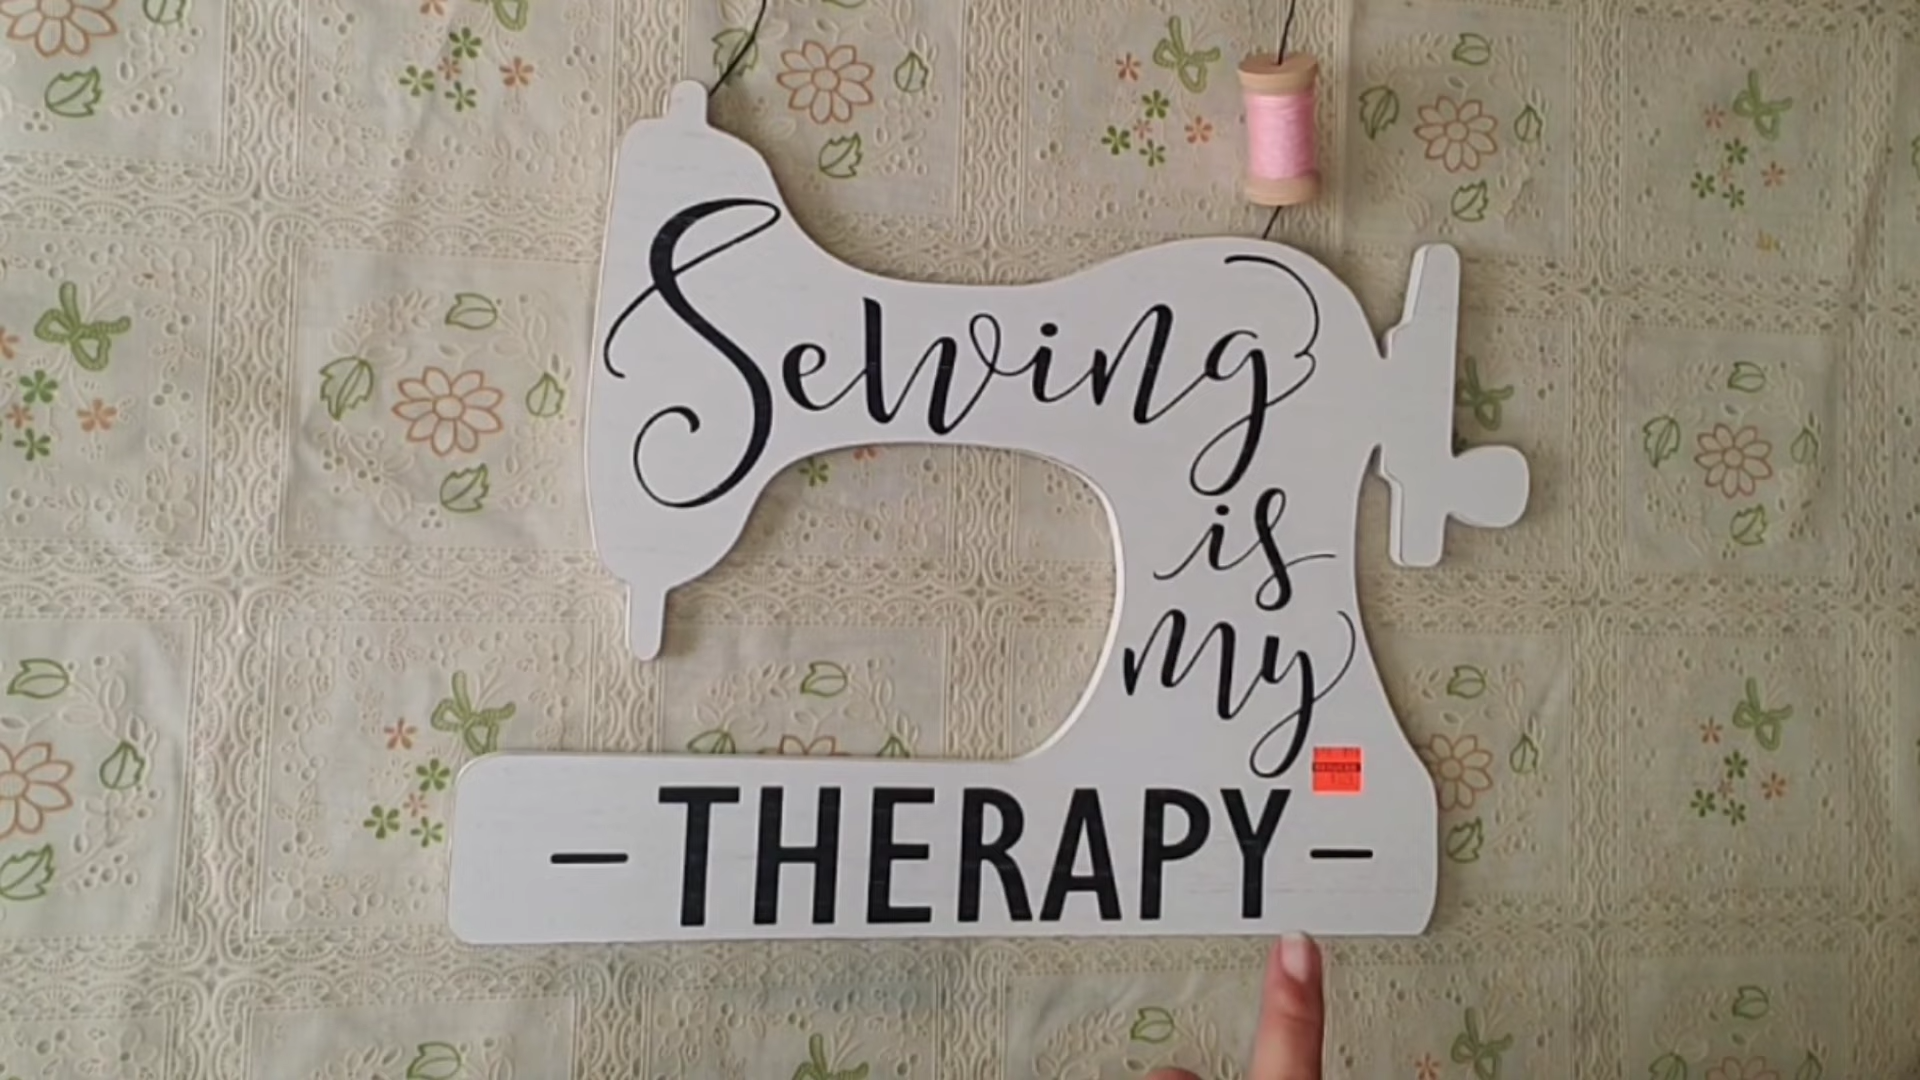 Sewing
is
my
– THERAPY –